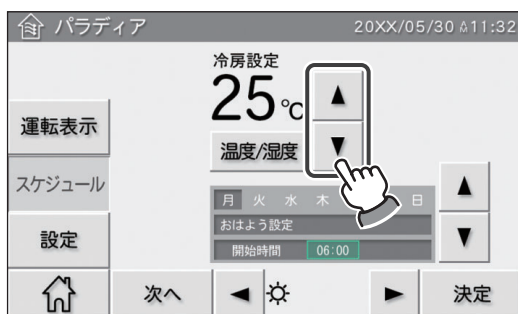 パラディア
20XX/05/30 11:32
冷房設定
25℃
運転表示
温度/湿度
スケジュール
月 火 水 木 日
おはよう設定
設定
開始時間 06:00
次へ
決定